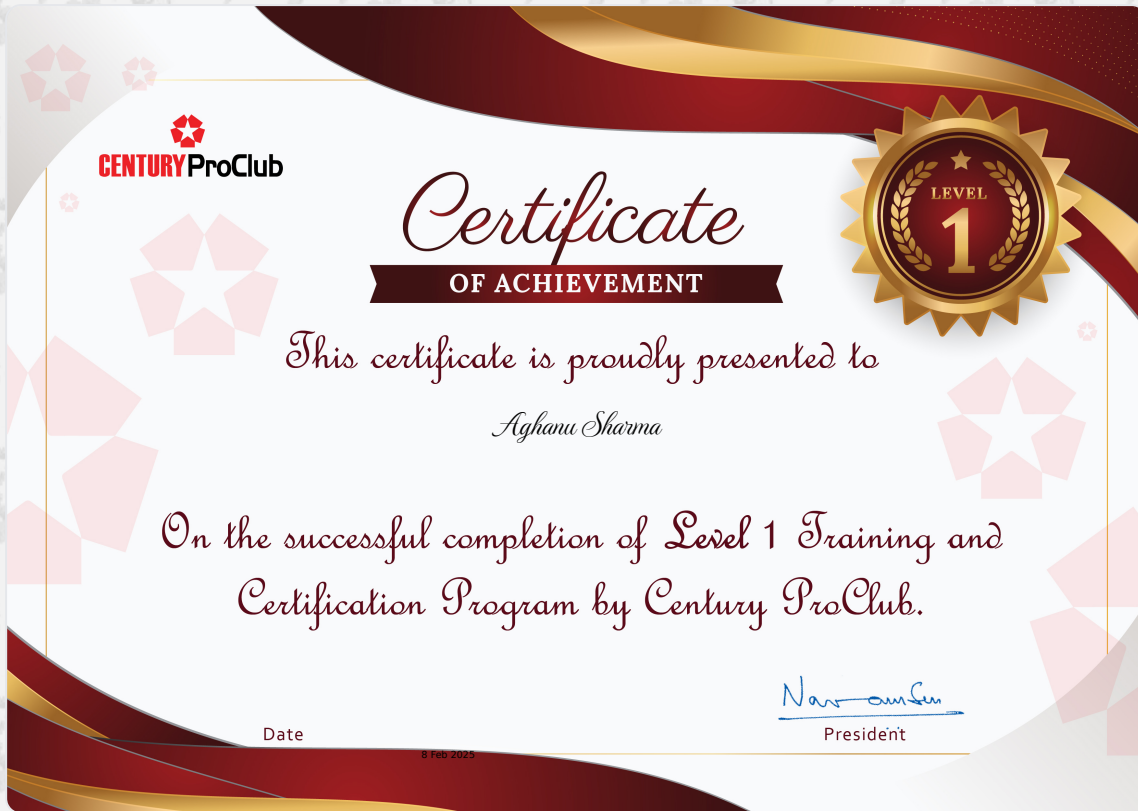 CENTURY ProClub
LEVEL
1
Certificate
OF ACHIEVEMENT
This certificate is proudly presented to
Aghanu Sharma
On the successful completion of Level 1 Training and
Certification Program by Century ProClub.
Date
President
8 Feb 2025